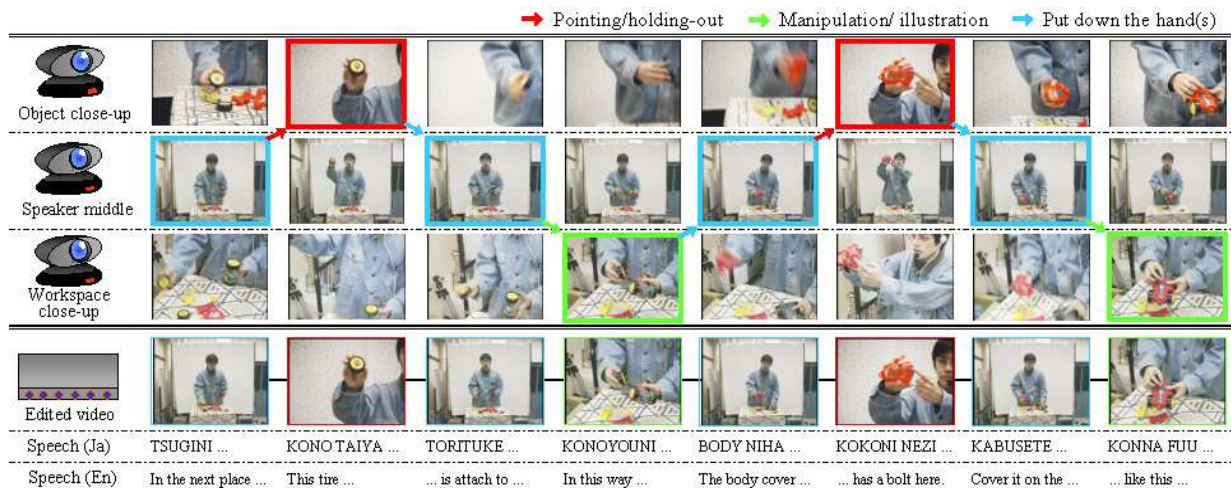 Pointing/holding-out Manipulation/ illustration Put down the hand(s)
Object close-up
Speaker middle
Workspace
close-up
Edited video
Speech (Ja) TSUGINI ... KONO TAIYA ... TORITUKE ... KONOYOUNI ... BODY NIHA ... KOKONI NEZI ... KABUSETE ... KONNA FUU ...
Speech (En) In the next place ... This tire ... ... is attach to ... In this way ... The body cover ... ... has a bolt here. Cover it on the ... ... like this ...